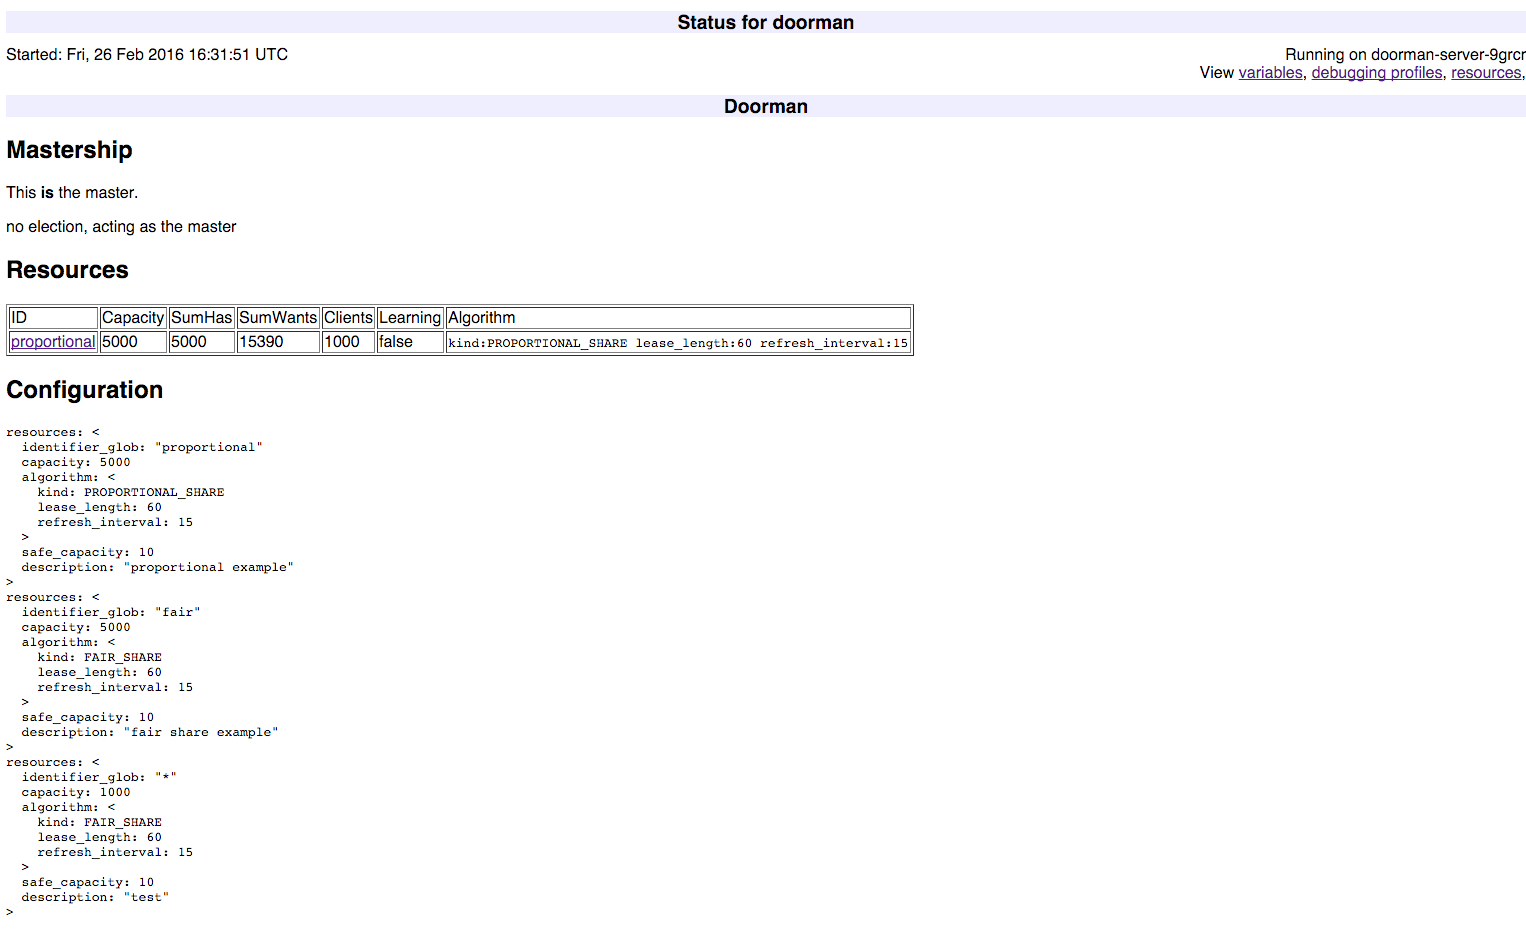 Status for doorman
Started: Fri, 26 Feb 2016 16:31:51 UTC
Running on doorman-server-9grcr
View variables, debugging profiles, resources,
Doorman
Mastership
This is the master.
no election, acting as the master
Resources
ID Capacity SumHas SumWants Clients Learning Algorithm
proportional 5000 5000 15390 1000 false kind:PROPORTIONAL_SHARE lease_length:60 refresh_interval:15
Configuration
resources: <
  identifier_glob: "proportional"
  capacity: 5000
  algorithm: <
    kind: PROPORTIONAL_SHARE
    lease_length: 60
    refresh_interval: 15
  >
  safe_capacity: 10
  description: "proportional example"
>
resources: <
  identifier_glob: "fair"
  capacity: 5000
  algorithm: <
    kind: FAIR_SHARE
    lease_length: 60
    refresh_interval: 15
  >
  safe_capacity: 10
  description: "fair share example"
>
resources: <
  identifier_glob: "*"
  capacity: 1000
  algorithm: <
    kind: FAIR_SHARE
    lease_length: 60
    refresh_interval: 15
  >
  safe_capacity: 10
  description: "test"
>